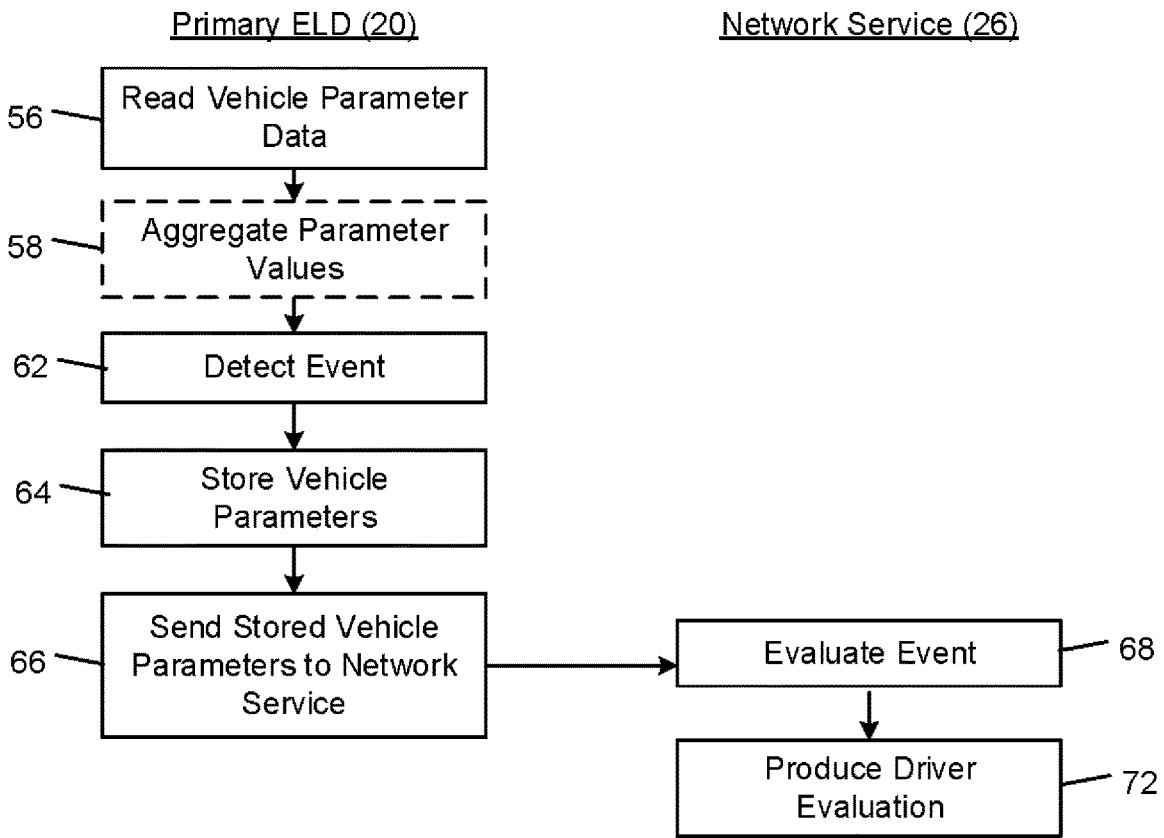 Primary ELD (20)
Network Service (26)
56
Read Vehicle Parameter
Data
58
Aggregate Parameter
Values
62
Detect Event
64
Store Vehicle
Parameters
66
Send Stored Vehicle
Parameters to Network
Service
Evaluate Event
68
Produce Driver
Evaluation
72